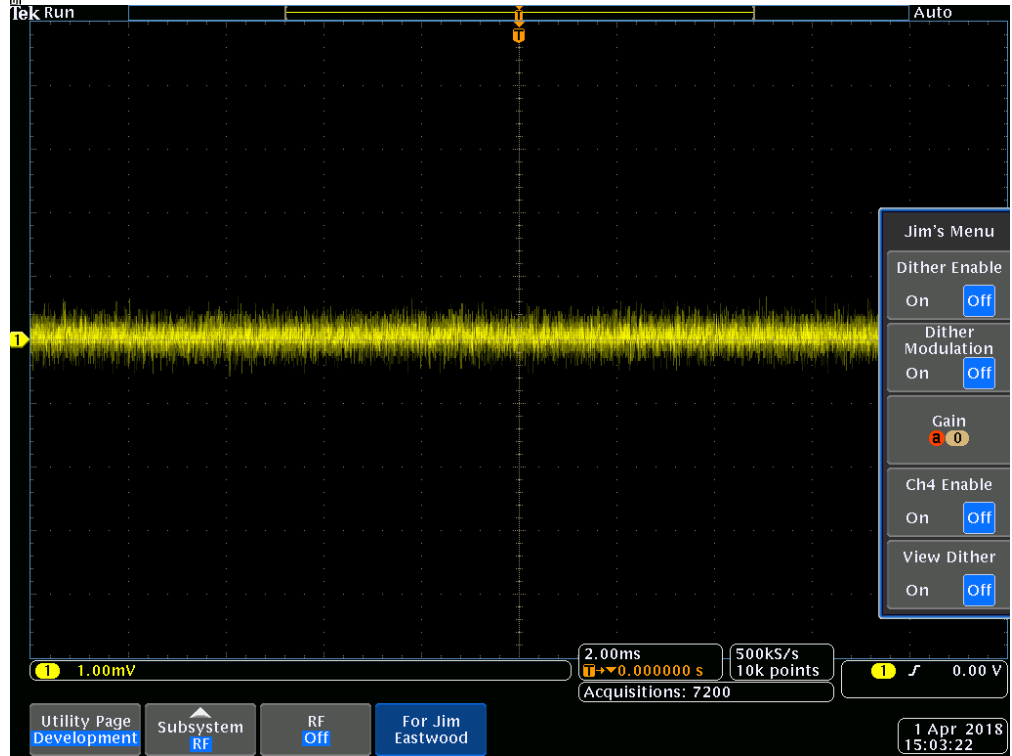 Tek Run
Auto
T
T
Jim's Menu
Dither Enable
On Off
Dither
Modulation
On Off
Gain
a 0
Ch4 Enable
On Off
View Dither
On Off
1
1 1.00mV
2.00ms
T→▼0.000000 s
500kS/s
10k points
1 ʃ 0.00 V
Acquisitions: 7200
Utility Page
Development
Subsystem
RF
RF
Off
For Jim
Eastwood
1 Apr 2018
15:03:22